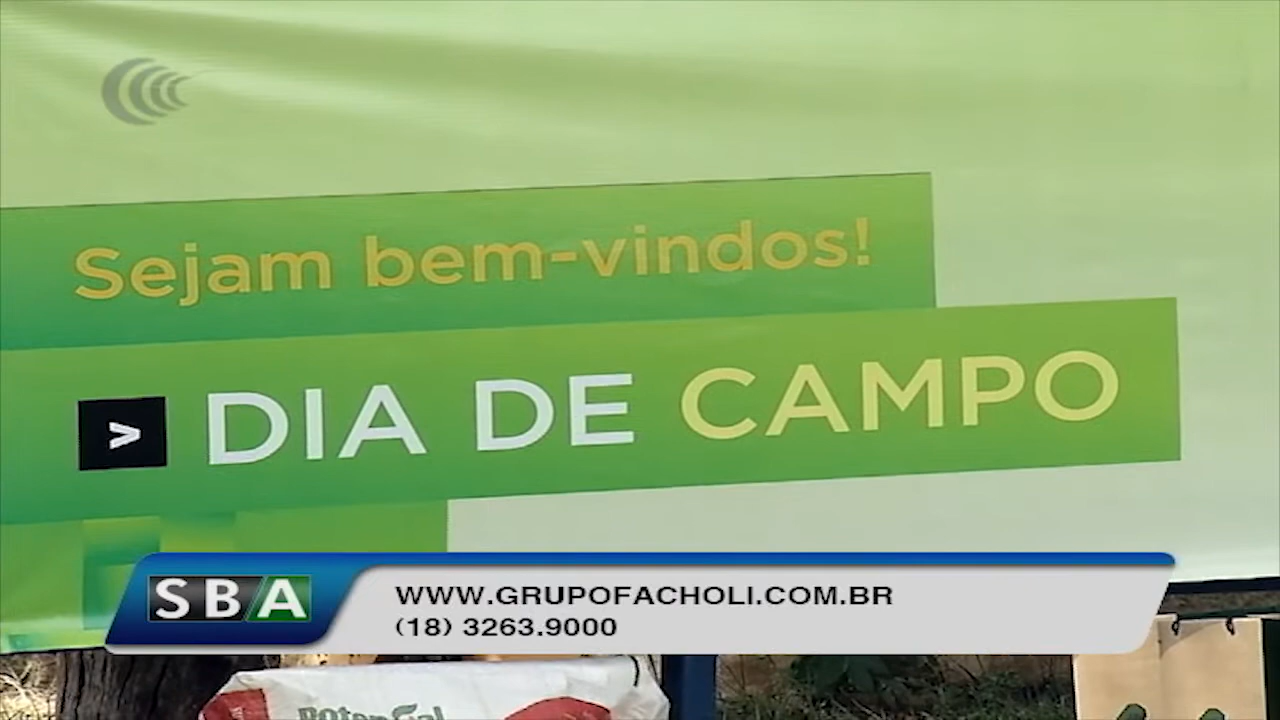 Sejam bem-vindos!
> DIA DE CAMPO
SBA
WWW.GRUPOFACHOLI.COM.BR
(18) 3263.9000